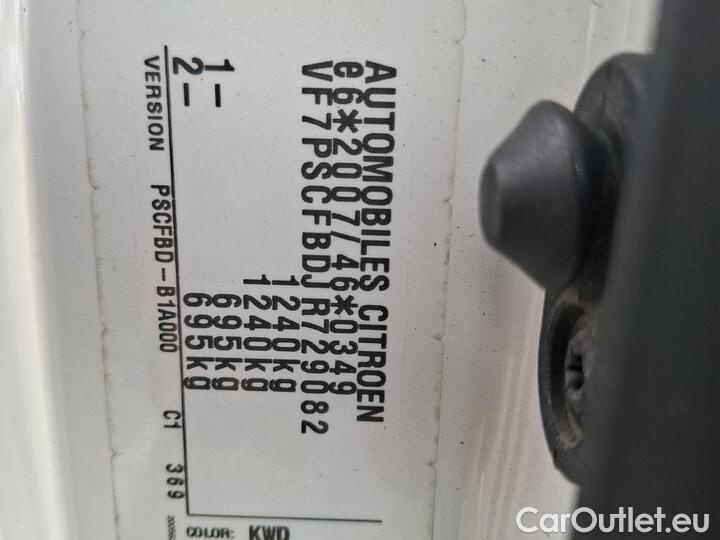 AUTOMOBILES CITROEN
e6*2007/46*0349
VF7PSCFBDJR729082
1240kg
1240kg
1- 695kg
2- 695kg
VERSION PSCFBD-B1A000 C1 369
COLOR: KWD
CarOutlet.eu